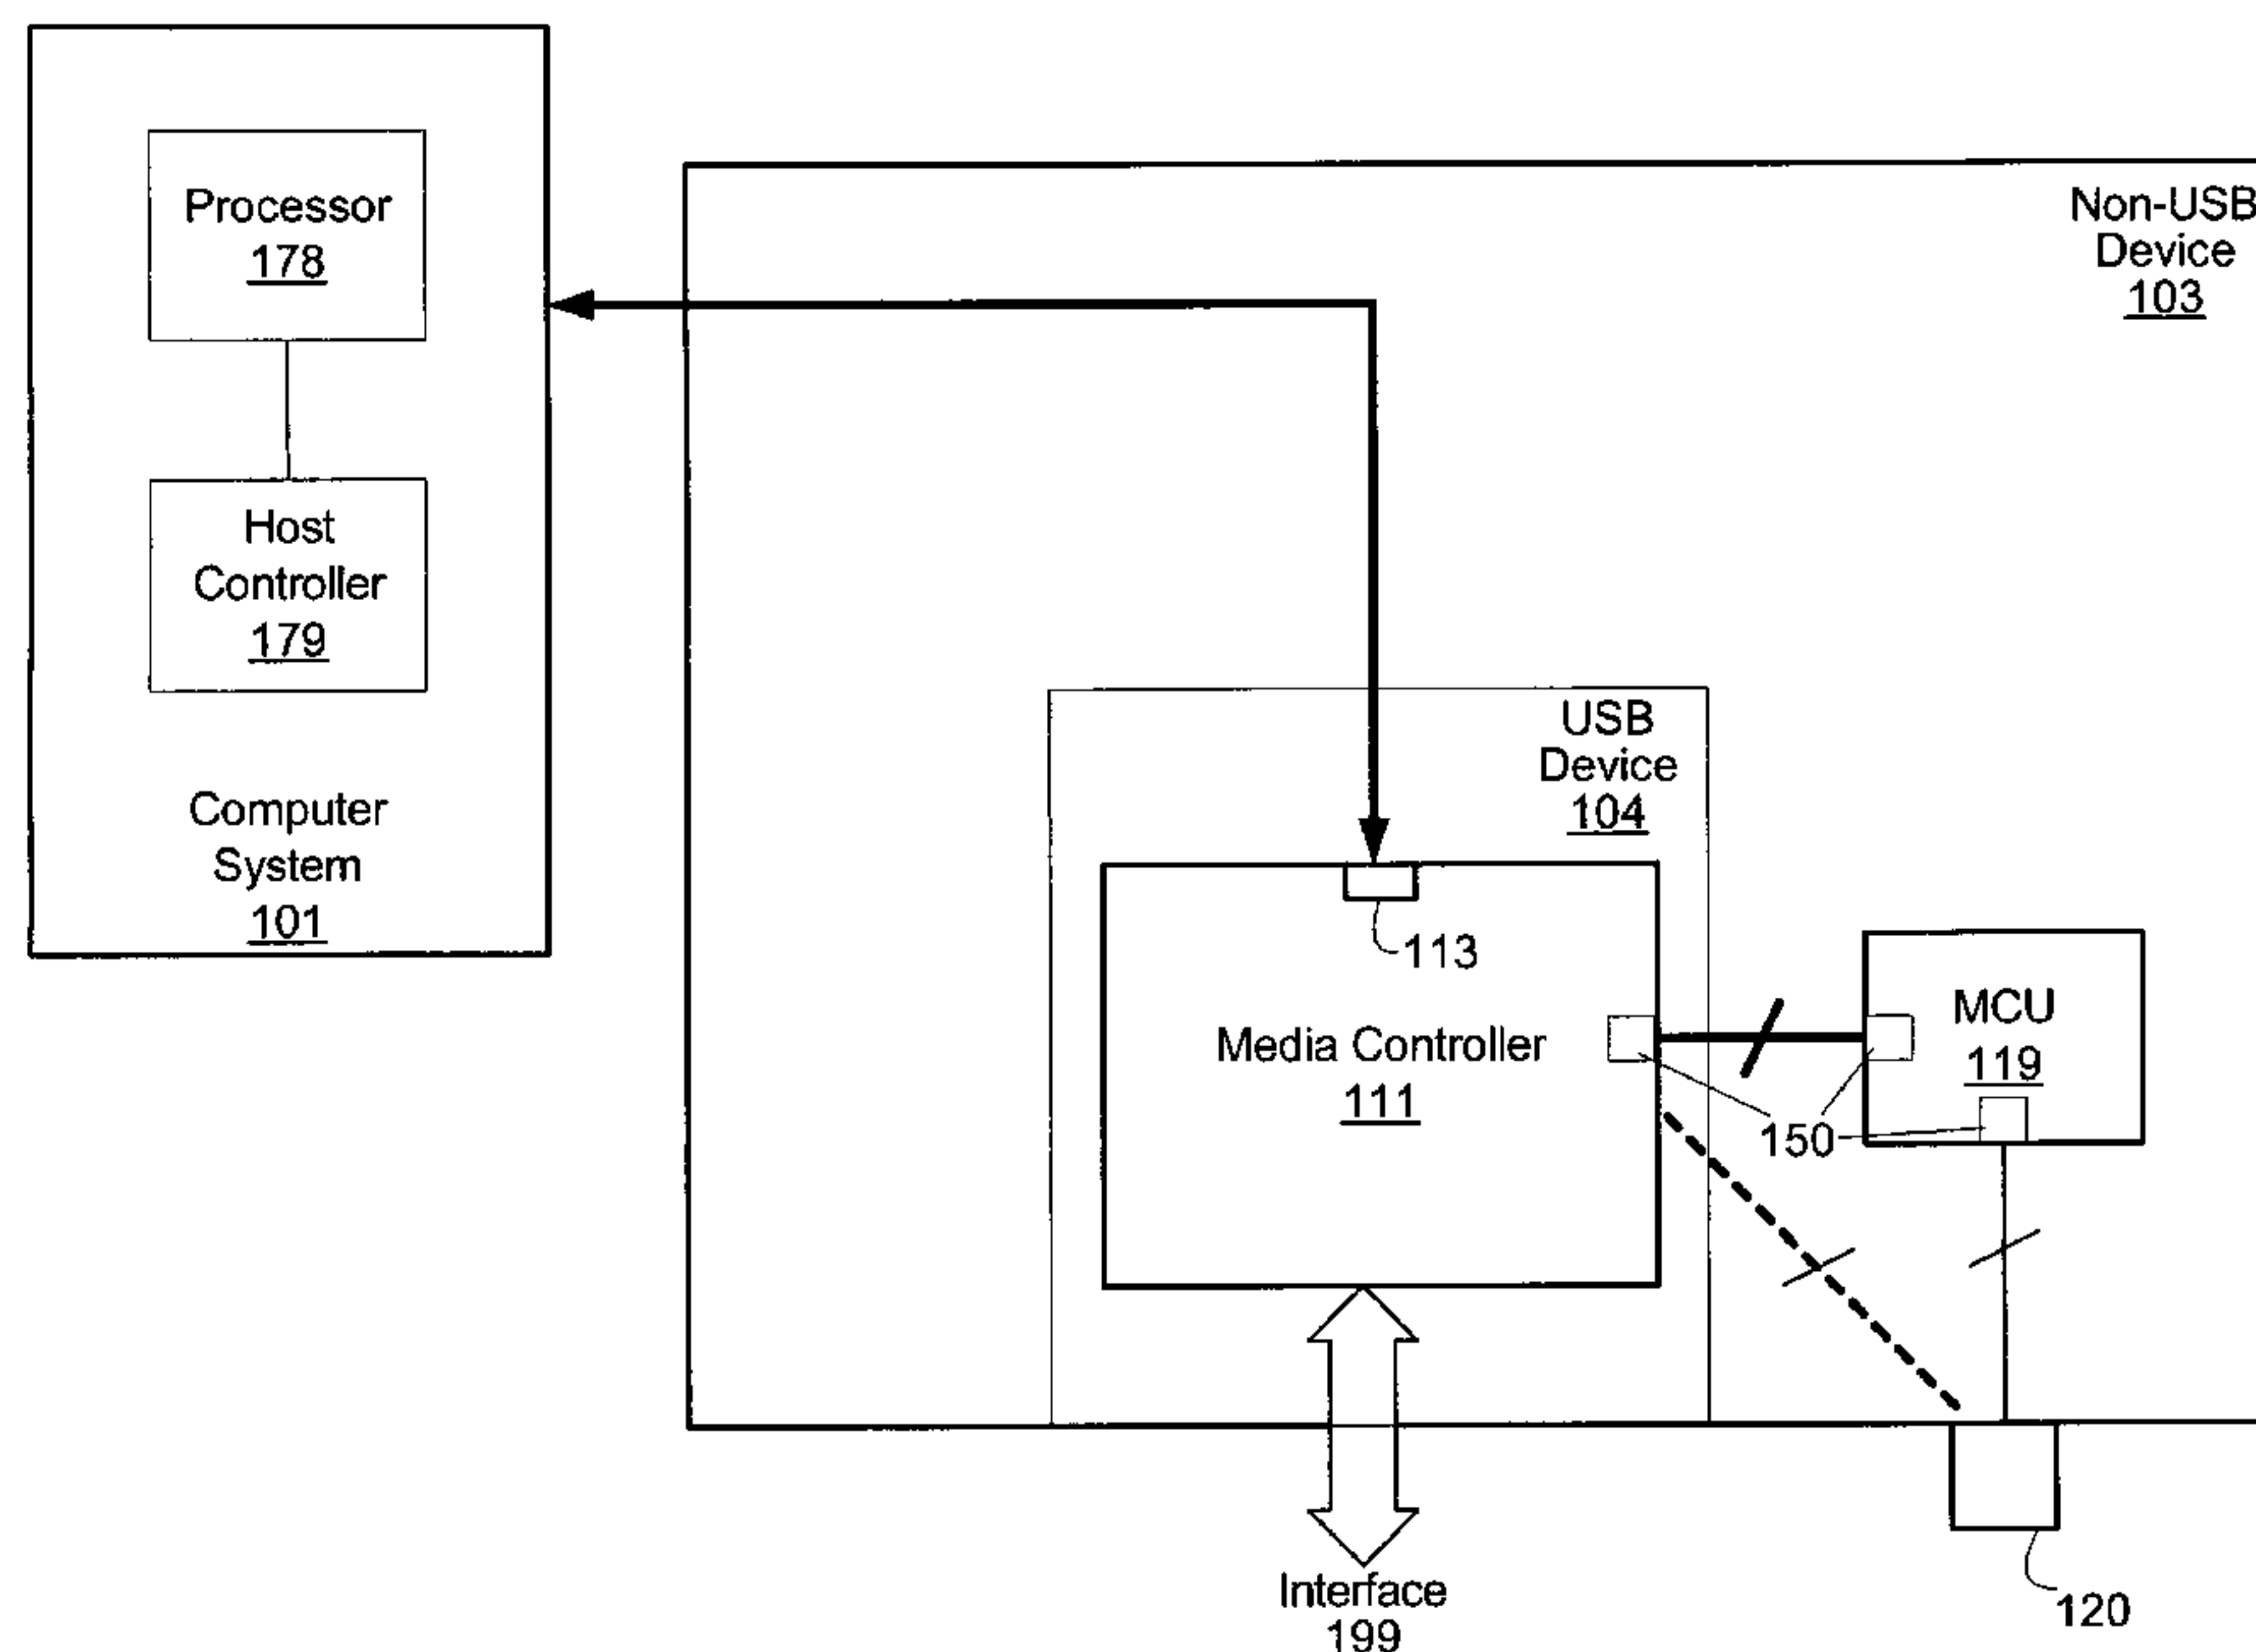 Processor
178
Host
Controller
179
Computer
System
101
Non-USB
Device
103
USB
Device
104
113
Media Controller
111
MCU
119
150
Interface
199
120